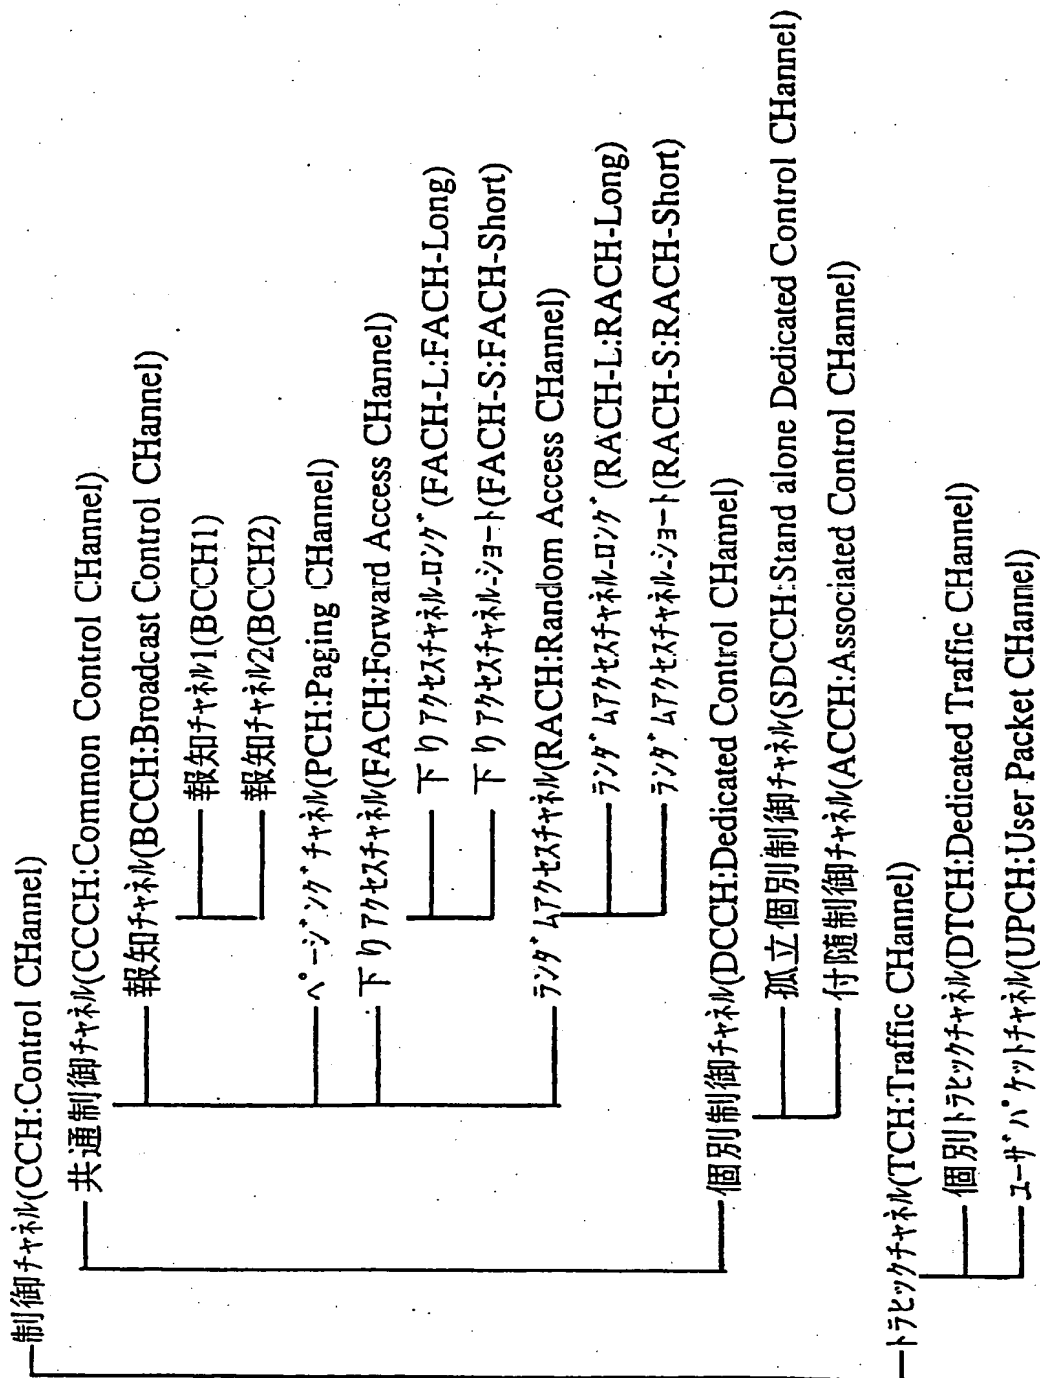 制御ﾁｬﾈﾙ(CCH:Control CHannel)
共通制御ﾁｬﾈﾙ(CCCH:Common Control CHannel)
報知ﾁｬﾈﾙ(BCCH:Broadcast Control CHannel)
報知ﾁｬﾈﾙ1(BCCH1)
報知ﾁｬﾈﾙ2(BCCH2)
ﾍﾟｰｼﾞﾝｸﾞﾁｬﾈﾙ(PCH:Paging CHannel)
下りｱｸｾｽﾁｬﾈﾙ(FACH:Forward Access CHannel)
下りｱｸｾｽﾁｬﾈﾙ-ﾛﾝｸﾞ(FACH-L:FACH-Long)
下りｱｸｾｽﾁｬﾈﾙ-ｼｮｰﾄ(FACH-S:FACH-Short)
ﾗﾝﾀﾞﾑｱｸｾｽﾁｬﾈﾙ(RACH:Random Access CHannel)
ﾗﾝﾀﾞﾑｱｸｾｽﾁｬﾈﾙ-ﾛﾝｸﾞ(RACH-L:RACH-Long)
ﾗﾝﾀﾞﾑｱｸｾｽﾁｬﾈﾙ-ｼｮｰﾄ(RACH-S:RACH-Short)
個別制御ﾁｬﾈﾙ(DCCH:Dedicated Control CHannel)
孤立個別制御ﾁｬﾈﾙ(SDCCH:Stand alone Dedicated Control CHannel)
付随制御ﾁｬﾈﾙ(ACCH:Associated Control CHannel)
ﾄﾗﾋｯｸﾁｬﾈﾙ(TCH:Traffic CHannel)
個別ﾄﾗﾋｯｸﾁｬﾈﾙ(DTCH:Dedicated Traffic CHannel)
ﾕｰｻﾞﾊﾟｹｯﾄﾁｬﾈﾙ(UPCH:User Packet CHannel)